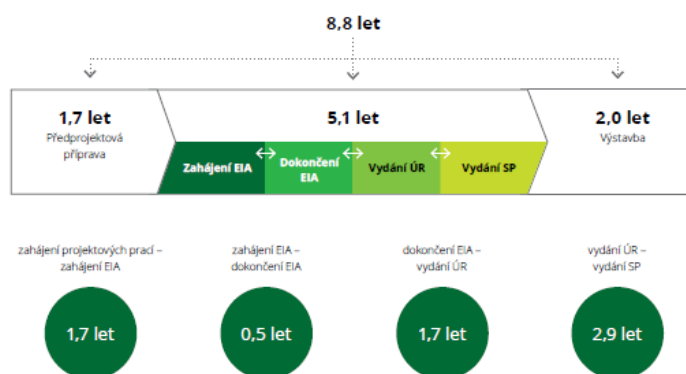 8,8 let
1,7 let
Předprojektová
příprava
5,1 let
Zahájení EIA
Dokončení
EIA
Vydání ÚR
Vydání SP
2,0 let
Výstavba
zahájení projektových prací –
zahájení EIA
zahájení EIA –
dokončení EIA
dokončení EIA –
vydání ÚR
vydání ÚR –
vydání SP
1,7 let
0,5 let
1,7 let
2,9 let